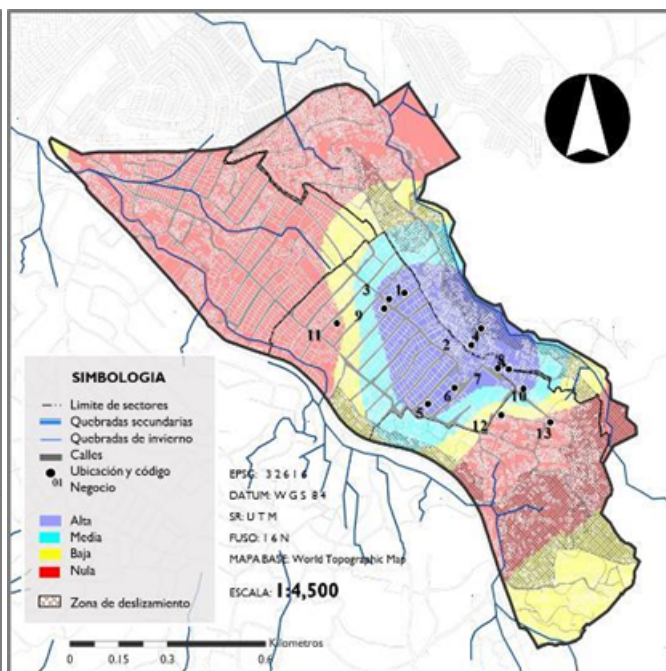 3
1
9
11
2
4
8
7
6
5
10
12
13
SIMBOLOGIA
Limite de sectores
Quebradas secundarias
Quebradas de invierno
Calles
Ubicación y código
01 Negocio
Alta
Media
Baja
Nula
Zona de deslizamiento
EPSG: 32616
DATUM: WGS 84
SR: UTM
FUSO: 16N
MAPA BASE: World Topographic Map
ESCALA: 1:4,500
Kilometros
0 0.15 0.3 0.6